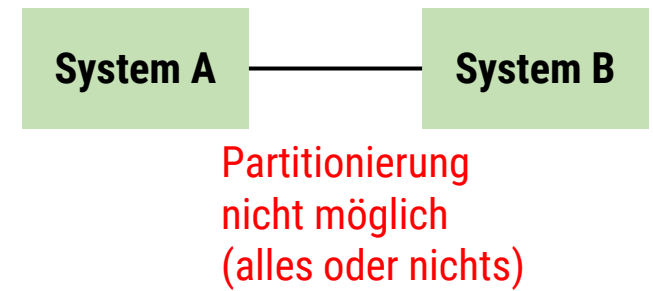 System A
System B
Partitionierung
nicht möglich
(alles oder nichts)